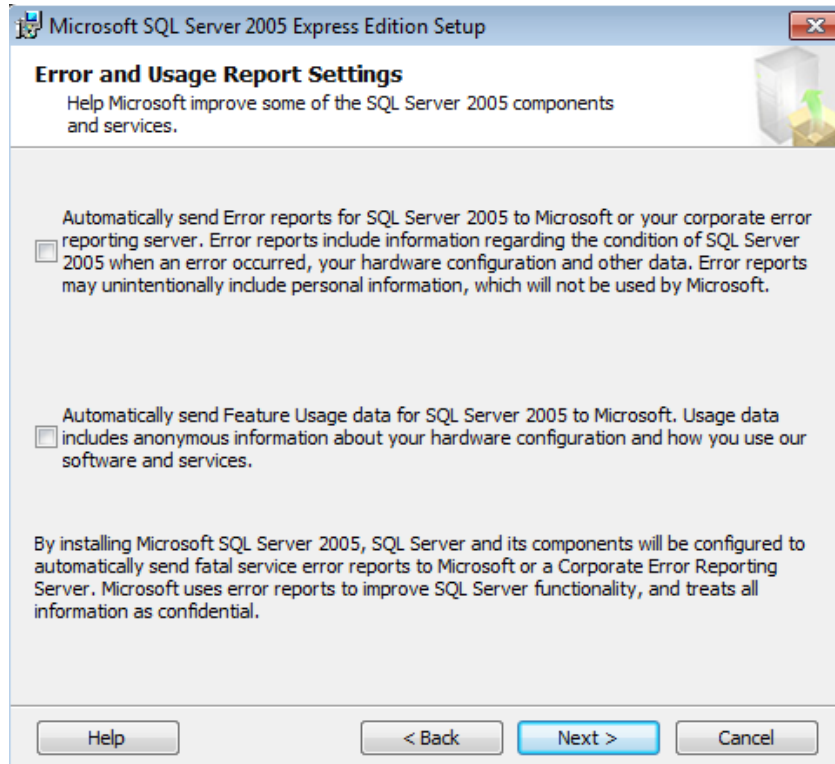 Microsoft SQL Server 2005 Express Edition Setup
Error and Usage Report Settings
Help Microsoft improve some of the SQL Server 2005 components
and services.
Automatically send Error reports for SQL Server 2005 to Microsoft or your corporate error
reporting server. Error reports include information regarding the condition of SQL Server
2005 when an error occurred, your hardware configuration and other data. Error reports
may unintentionally include personal information, which will not be used by Microsoft.
Automatically send Feature Usage data for SQL Server 2005 to Microsoft. Usage data
includes anonymous information about your hardware configuration and how you use our
software and services.
By installing Microsoft SQL Server 2005, SQL Server and its components will be configured to
automatically send fatal service error reports to Microsoft or a Corporate Error Reporting
Server. Microsoft uses error reports to improve SQL Server functionality, and treats all
information as confidential.
Help
< Back
Next >
Cancel